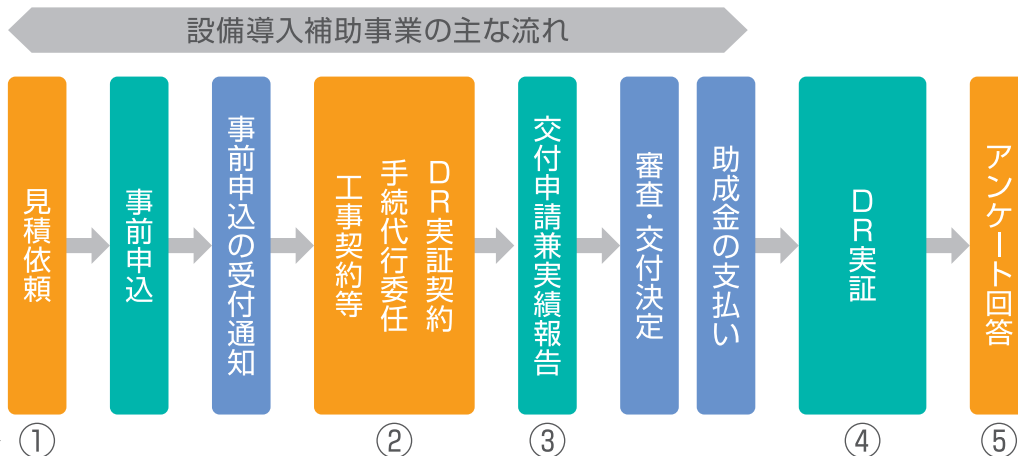 設備導入補助事業の主な流れ
見積依頼
事前申込
事前申込の受付通知
DR実証契約
手続代行委任
工事契約等
交付申請兼実績報告
審査・交付決定
助成金の支払い
DR実証
アンケート回答
①
②
③
④
⑤